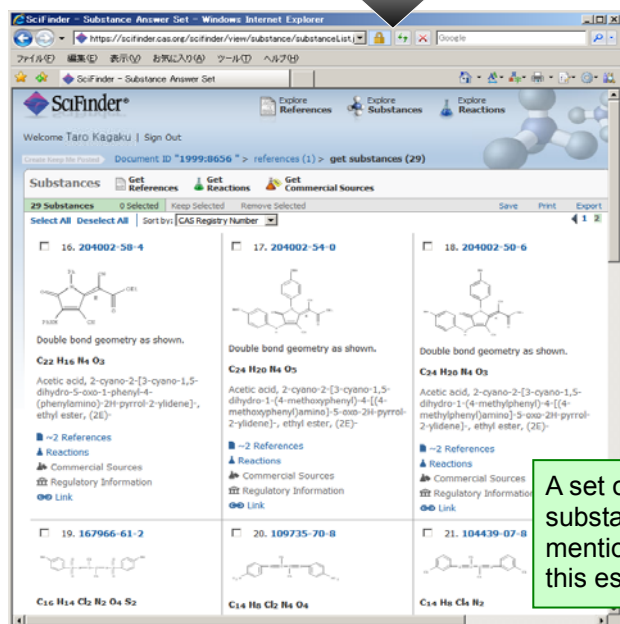 SciFinder - Substance Answer Set - Windows Internet Explorer
https://scifinder.cas.org/scifinder/view/substance/substanceList.j
Google
ファイル(F) 編集(E) 表示(V) お気に入り(A) ツール(T) ヘルプ(H)
SciFinder - Substance Answer Set
SciFinder®
Explore References
Explore Substances
Explore Reactions
Welcome Taro Kagaku | Sign Out
Create Keep Me Posted
Document ID "1999:8656 " > references (1) > get substances (29)
Substances
Get References
Get Reactions
Get Commercial Sources
29 Substances 0 Selected Keep Selected Remove Selected Save Print Export
Select All Deselect All Sort by: CAS Registry Number 1 2
16. 204002-58-4
Double bond geometry as shown.
C22 H16 N4 O3
Acetic acid, 2-cyano-2-[3-cyano-1,5-
dihydro-5-oxo-1-phenyl-4-
(phenylamino)-2H-pyrrol-2-ylidene]-,
ethyl ester, (2E)-
~2 References
Reactions
Commercial Sources
Regulatory Information
Link
17. 204002-54-0
Double bond geometry as shown.
C24 H20 N4 O5
Acetic acid, 2-cyano-2-[3-cyano-1,5-
dihydro-1-(4-methoxyphenyl)-4-[(4-
methoxyphenyl)amino]-5-oxo-2H-pyrrol-
2-ylidene]-, ethyl ester, (2E)-
~2 References
Reactions
Commercial Sources
Regulatory Information
Link
18. 204002-50-6
Double bond geometry as shown.
C24 H20 N4 O3
Acetic acid, 2-cyano-2-[3-cyano-1,5-
dihydro-1-(4-methylphenyl)-4-[(4-
methylphenyl)amino]-5-oxo-2H-pyrrol-
2-ylidene]-, ethyl ester, (2E)-
~2 References
Reactions
Commercial Sources
Regulatory Information
Link
19. 167966-61-2
C16 H14 Cl2 N2 O4 S2
20. 109735-70-8
C14 H8 Cl2 N4 O4
21. 104439-07-8
C14 H8 Cl4 N2
A set
substa
mentio
this es